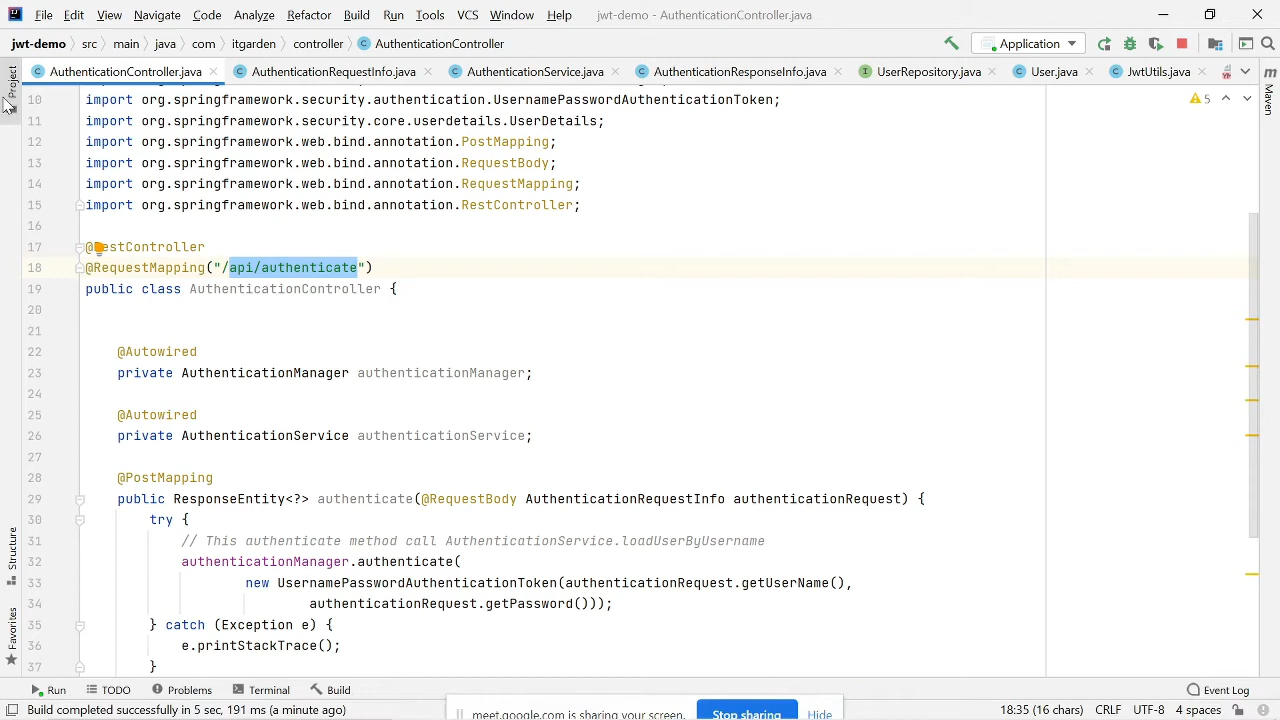 File Edit View Navigate Code Analyze Refactor Build Run Tools VCS Window Help jwt-demo - AuthenticationController.java
jwt-demo src main java com itgarden controller AuthenticationController Application
AuthenticationController.java AuthenticationRequestInfo.java AuthenticationService.java AuthenticationResponseInfo.java UserRepository.java User.java JwtUtils.java
Project
Maven
5
10 import org.springframework.security.authentication.UsernamePasswordAuthenticationToken;
11 import org.springframework.security.core.userdetails.UserDetails;
12 import org.springframework.web.bind.annotation.PostMapping;
13 import org.springframework.web.bind.annotation.RequestBody;
14 import org.springframework.web.bind.annotation.RequestMapping;
15 import org.springframework.web.bind.annotation.RestController;
16
17 @RestController
18 @RequestMapping("/api/authenticate")
19 public class AuthenticationController {
20
21
22 @Autowired
23 private AuthenticationManager authenticationManager;
24
25 @Autowired
26 private AuthenticationService authenticationService;
27
28 @PostMapping
29 public ResponseEntity<?> authenticate(@RequestBody AuthenticationRequestInfo authenticationRequest) {
30 try {
31 // This authenticate method call AuthenticationService.loadUserByUsername
32 authenticationManager.authenticate(
33 new UsernamePasswordAuthenticationToken(authenticationRequest.getUserName(),
34 authenticationRequest.getPassword()));
35 } catch (Exception e) {
36 e.printStackTrace();
37 }
Structure
Favorites
Run TODO Problems Terminal Build Event Log
Build completed successfully in 5 sec, 191 ms (a minute ago) 18:35 (16 chars) CRLF UTF-8 4 spaces
meet.google.com is sharing your screen. Stop sharing Hide